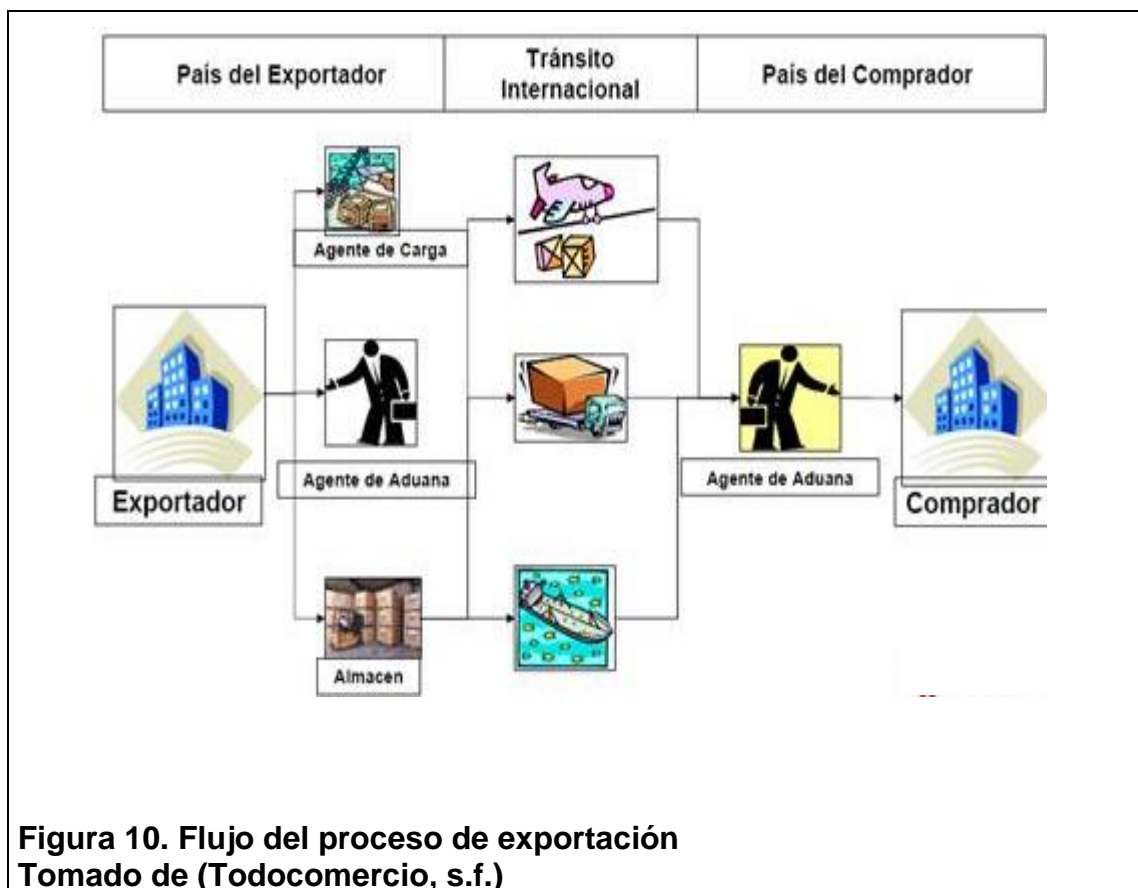 País del Exportador
Tránsito
Internacional
País del Comprador
Agente de Carga
Exportador
Agente de Aduana
Agente de Aduana
Comprador
Almacen
Figura 10. Flujo del proceso de exportación
Tomado de (Todocomercio, s.f.)